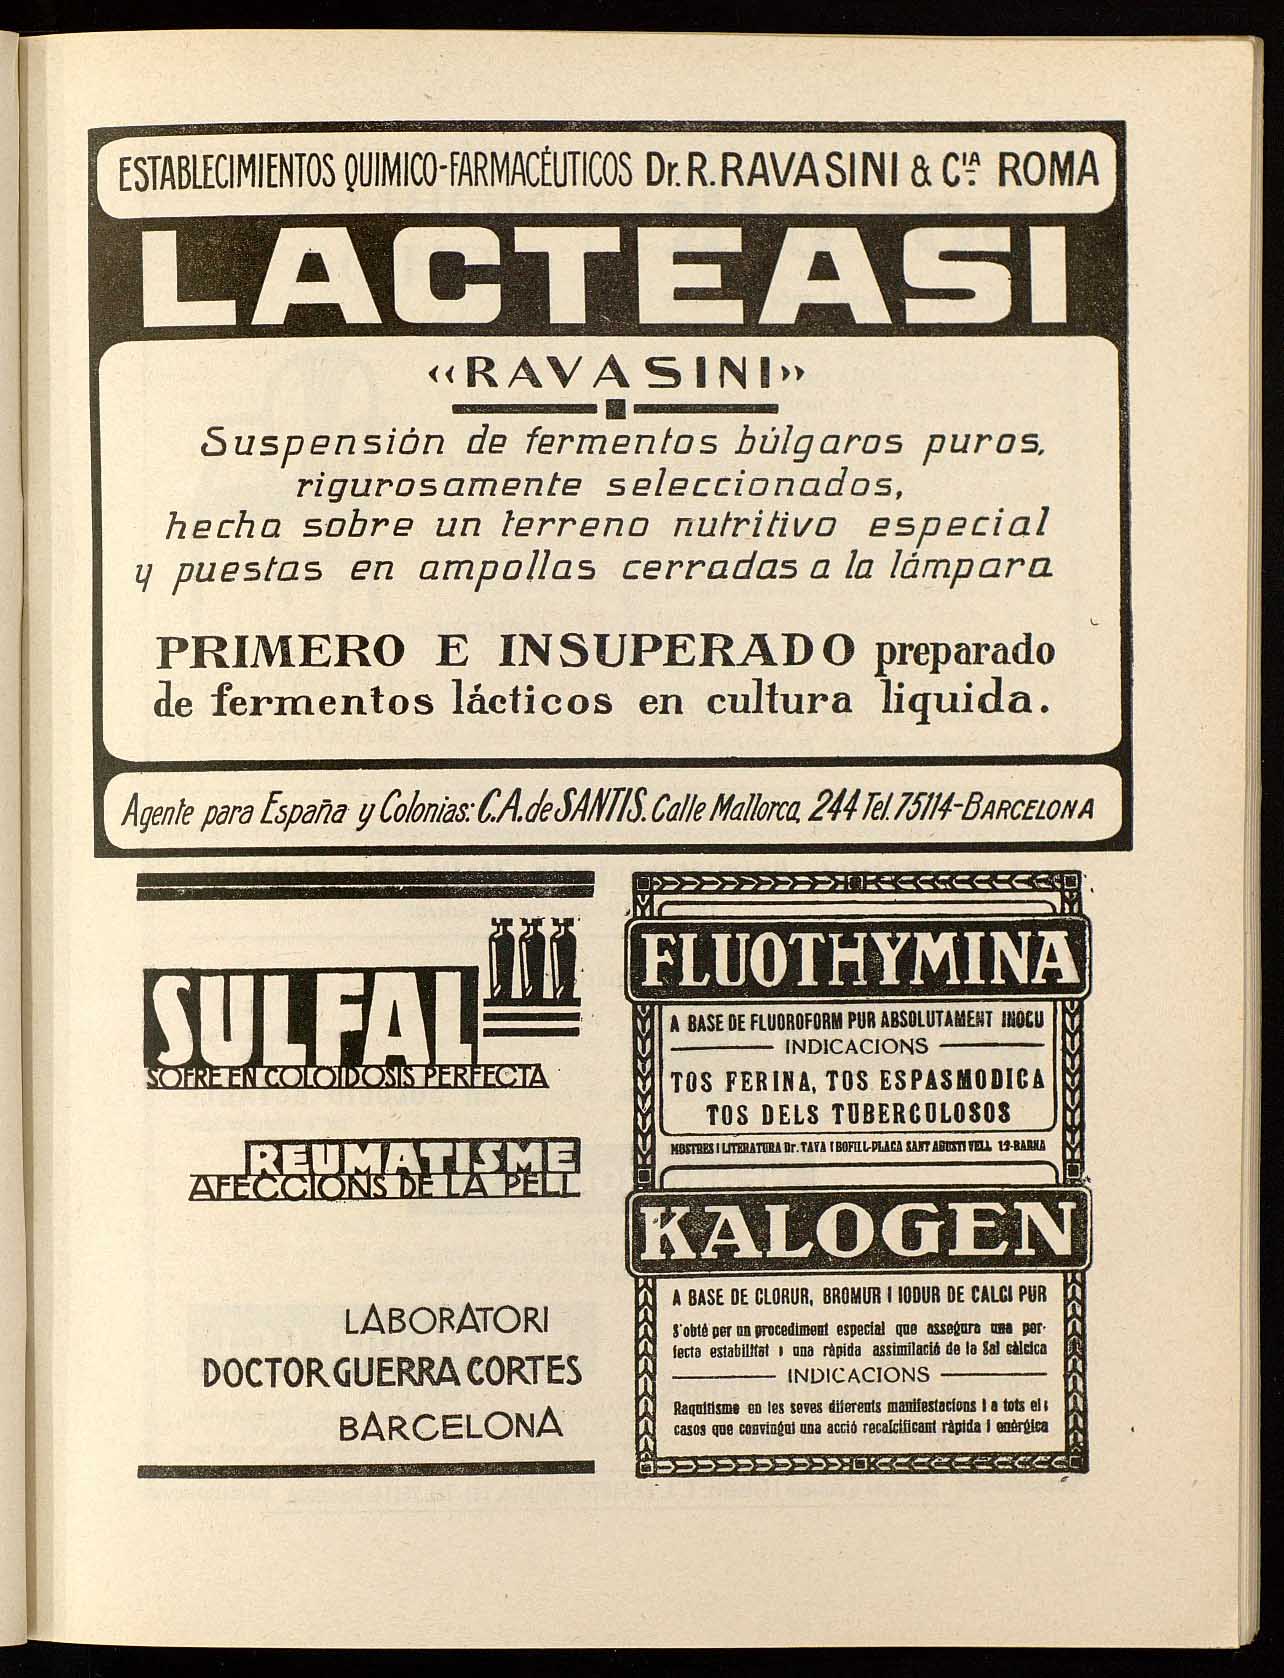 ESTABLECIMIENTOS QUIMICO-FARMACÉUTICOS Dr. R. RAVASINI & Cᴵᴬ ROMA
LACTEASI
«RAVASINI»
Suspensión de fermentos búlgaros puros,
rigurosamente seleccionados,
hecha sobre un terreno nutritivo especial
y puestas en ampollas cerradas a la lámpara
PRIMERO E INSUPERADO preparado
de fermentos lácticos en cultura liquida.
Agente para España y Colonias: C.A. de SANTIS. Calle Mallorca, 244 Tel. 75114-BARCELONA
SULFAL
SOFRE EN COLOIDOSIS PERFECTA
REUMATISME
AFECCIONS DE LA PELL
LABORATORI
DOCTOR GUERRA CORTES
BARCELONA
FLUOTHYMINA
A BASE DE FLUOROFORM PUR ABSOLUTAMENT INOCU
INDICACIONS
TOS FERINA, TOS ESPASMODICA
TOS DELS TUBERCULOSOS
MOSTRES I LITERATURA Dr. TAYA I BOFILL-PLAÇA SANT AGUSTI VELL 12-BARNA
KALOGEN
A BASE DE CLORUR, BROMUR I IODUR DE CALCI PUR
S'obté per un procediment especial que assegura una per-
fecta estabilitat i una ràpida assimilació de la Sal càlcica
INDICACIONS
Raquitisme en les seves diferents manifestacions i a tots els
casos que convingui una acció recalcificant ràpida i enèrgica